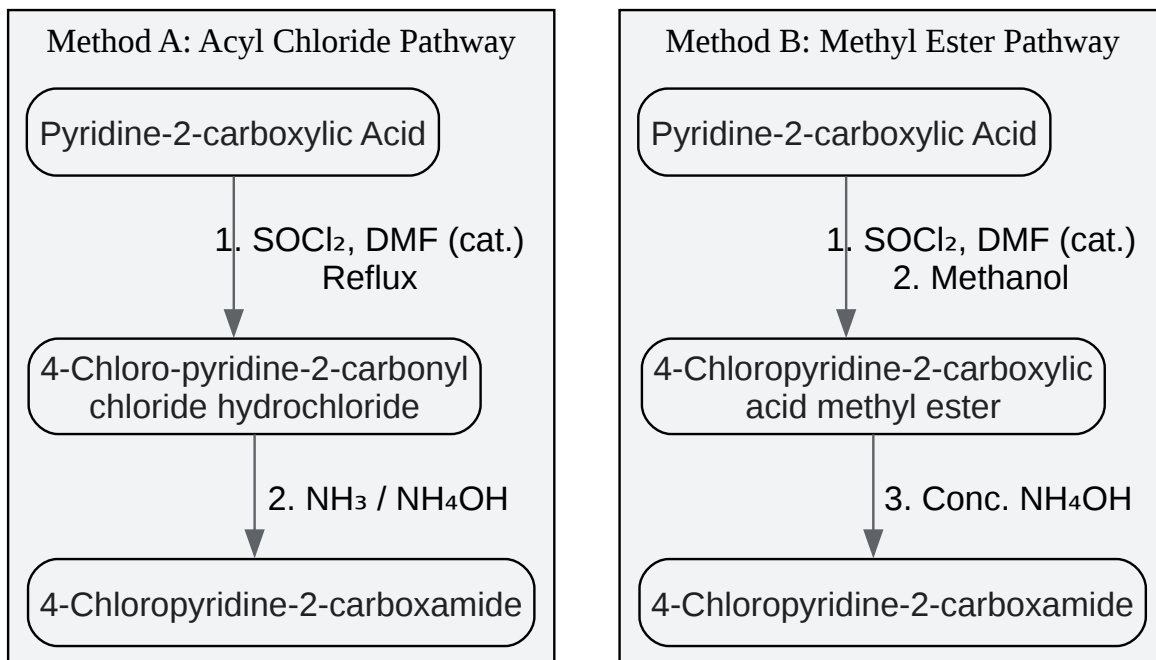 Method A: Acyl Chloride Pathway
Pyridine-2-carboxylic Acid
1. SOCl₂, DMF (cat.)
Reflux
4-Chloro-pyridine-2-carbonyl
chloride hydrochloride
2. NH₃ / NH₄OH
4-Chloropyridine-2-carboxamide
Method B: Methyl Ester Pathway
Pyridine-2-carboxylic Acid
1. SOCl₂, DMF (cat.)
2. Methanol
4-Chloropyridine-2-carboxylic
acid methyl ester
3. Conc. NH₄OH
4-Chloropyridine-2-carboxamide